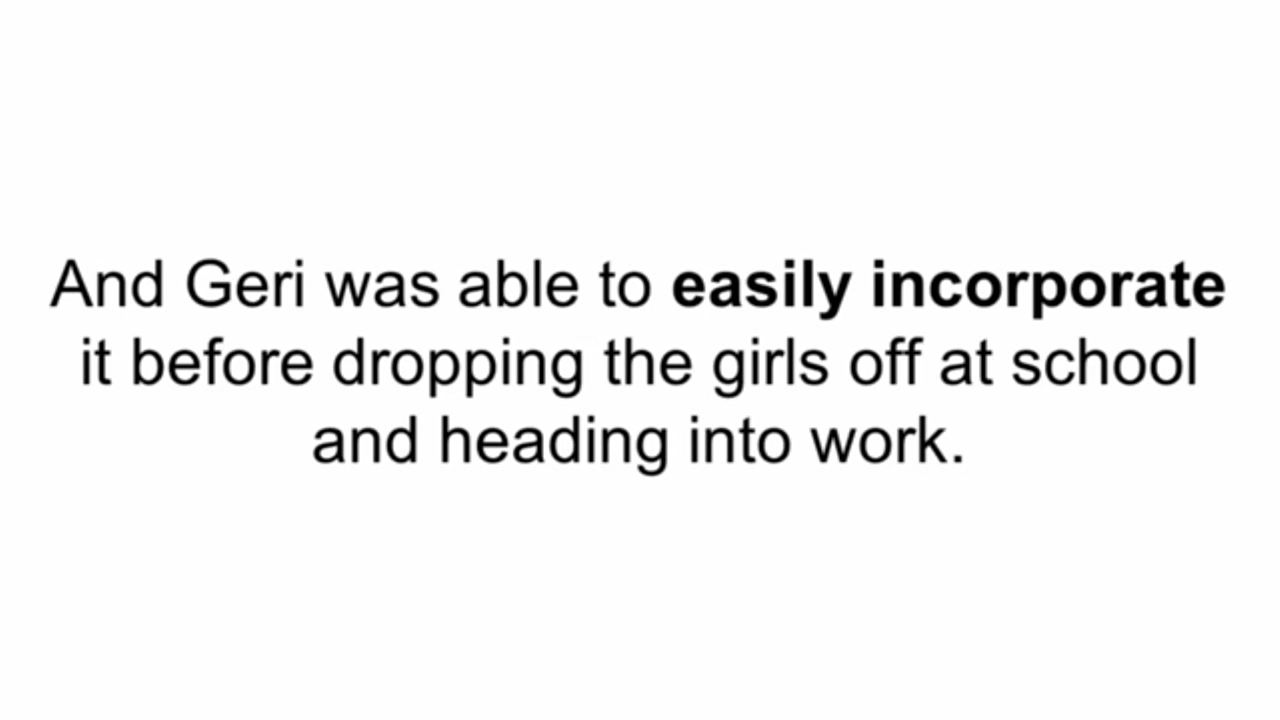 And Geri was able to easily incorporate
it before dropping the girls off at school
and heading into work.